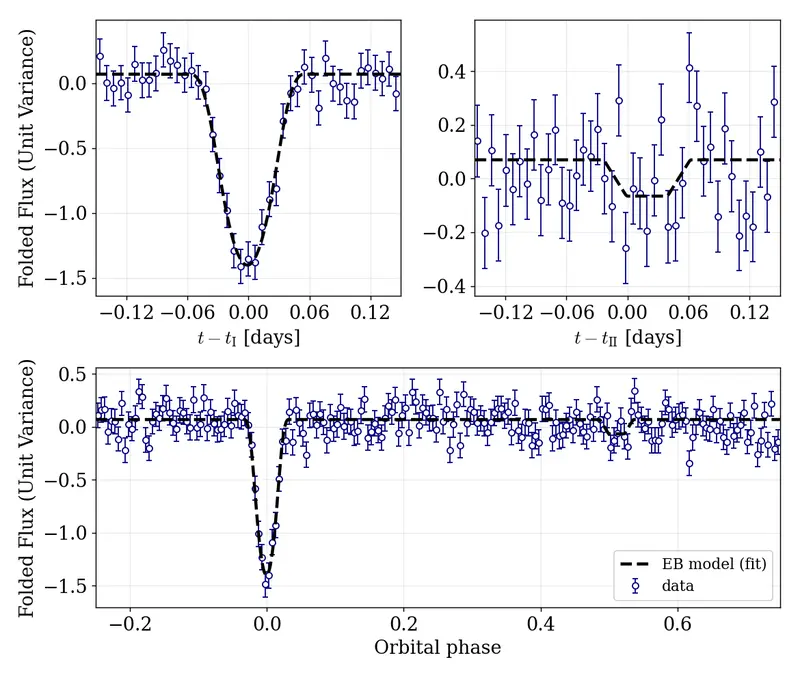 Folded Flux (Unit Variance)
0.0
−0.5
−1.0
−1.5
−0.12 −0.06 0.00 0.06 0.12
t − t_I [days]
0.4
0.2
0.0
−0.2
−0.4
−0.12 −0.06 0.00 0.06 0.12
t − t_II [days]
Folded Flux (Unit Variance)
0.5
0.0
−0.5
−1.0
−1.5
−0.2 0.0 0.2 0.4 0.6
Orbital phase
EB model (fit)
data